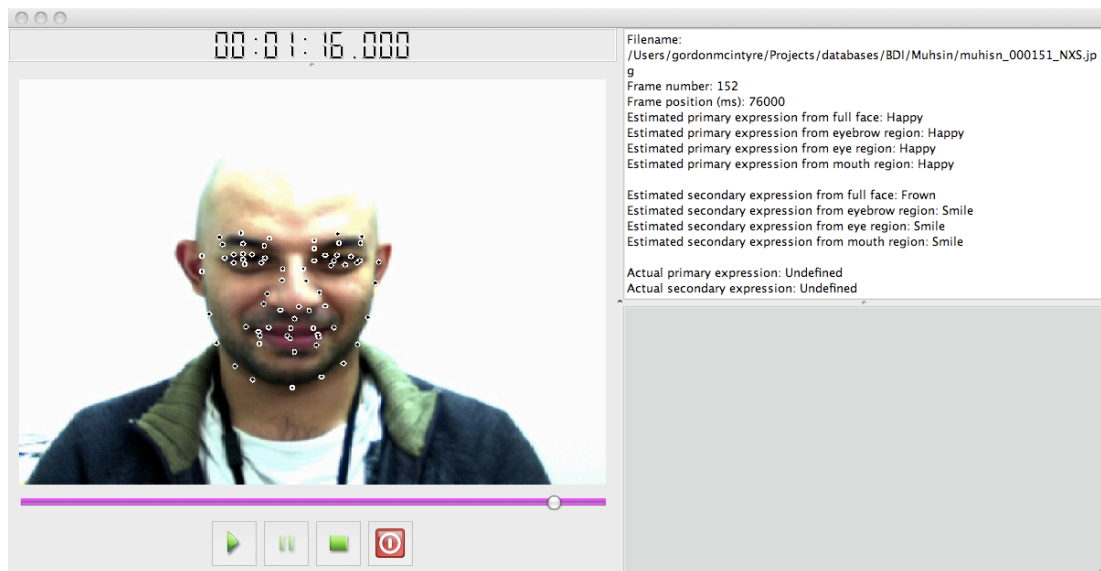 00:01:16.000
Filename:
/Users/gordonmcintyre/Projects/databases/BDI/Muhsin/muhisn_000151_NXS.jp
g
Frame number: 152
Frame position (ms): 76000
Estimated primary expression from full face: Happy
Estimated primary expression from eyebrow region: Happy
Estimated primary expression from eye region: Happy
Estimated primary expression from mouth region: Happy
Estimated secondary expression from full face: Frown
Estimated secondary expression from eyebrow region: Smile
Estimated secondary expression from eye region: Smile
Estimated secondary expression from mouth region: Smile
Actual primary expression: Undefined
Actual secondary expression: Undefined